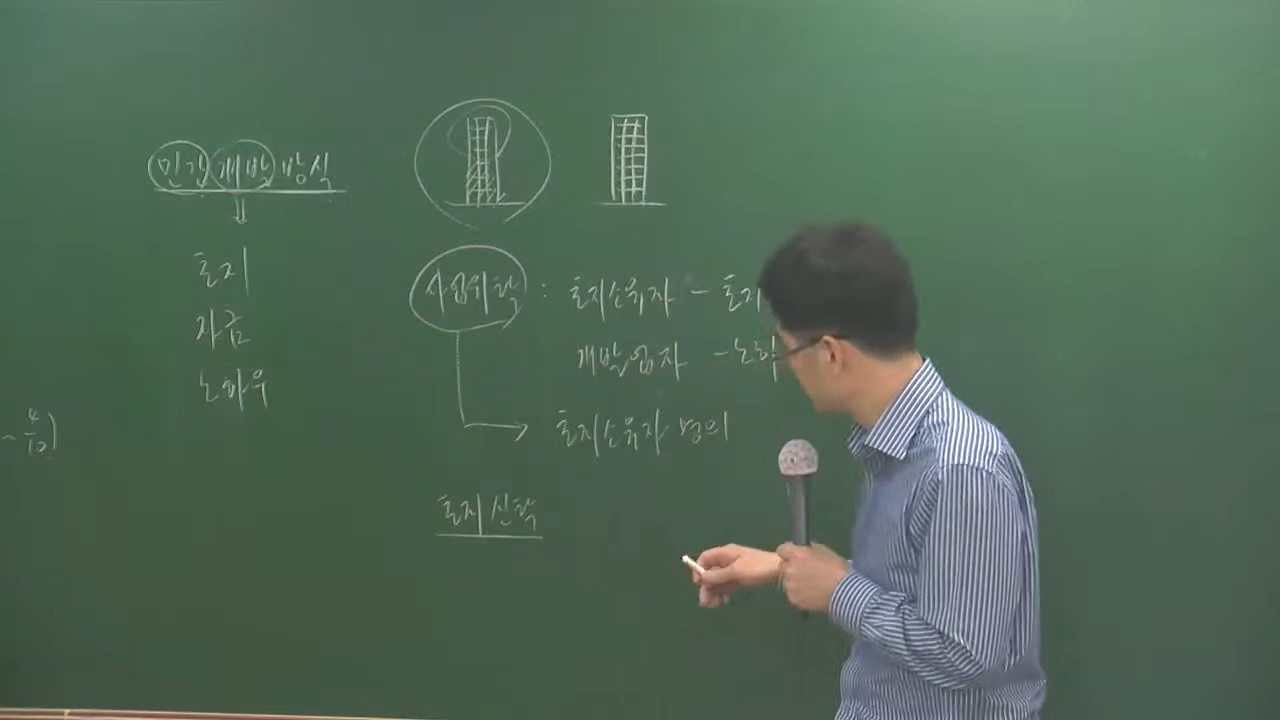 민간개발방식
토지
자금
노하우
사업위탁 : 토지소유자 - 토지
개발업자 - 노하
토지소유자 명의
토지신탁
~ 4/10)